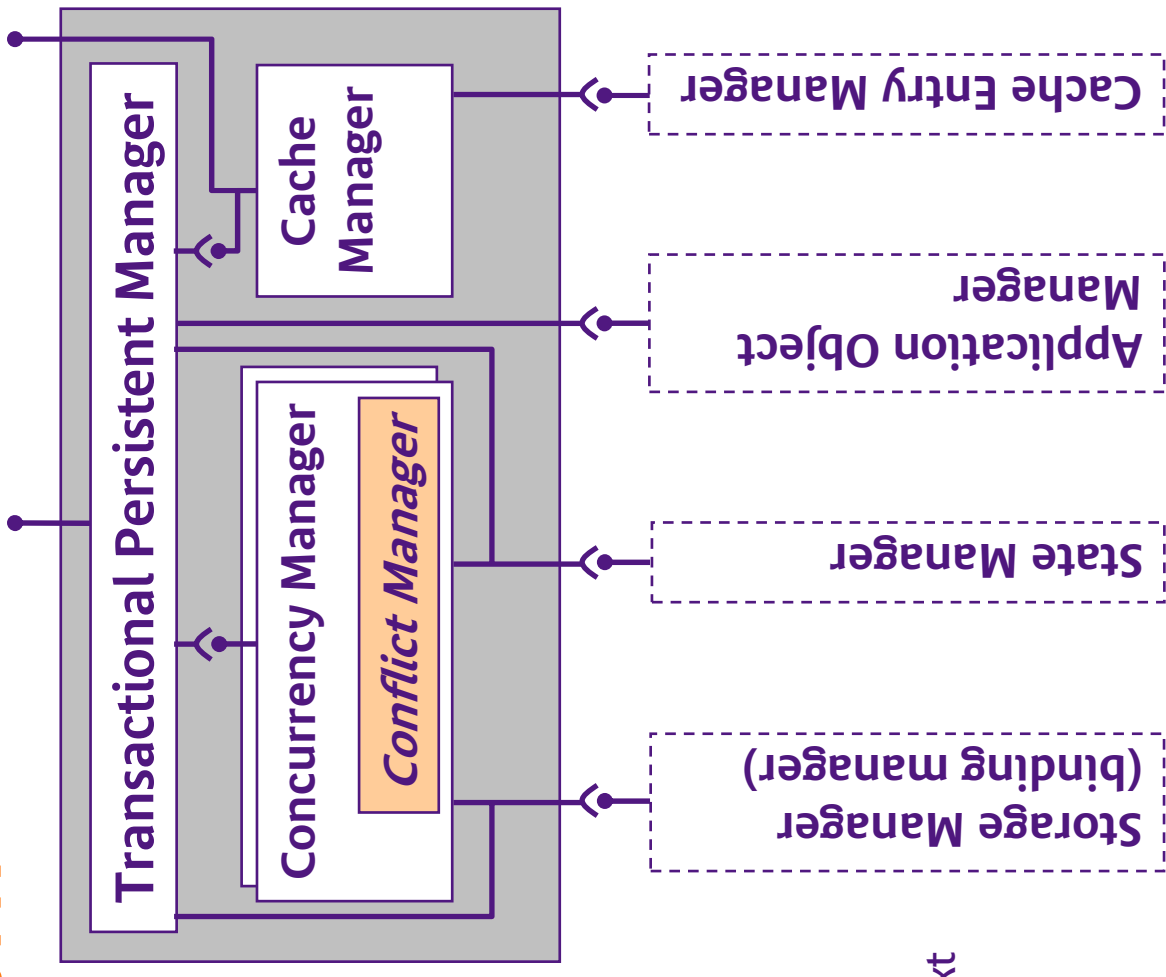 Transactional Persistent Manager
Concurrency Manager
Conflict Manager
Cache
Manager
Storage Manager
(binding manager)
State Manager
Application Object
Manager
Cache Entry Manager
xt